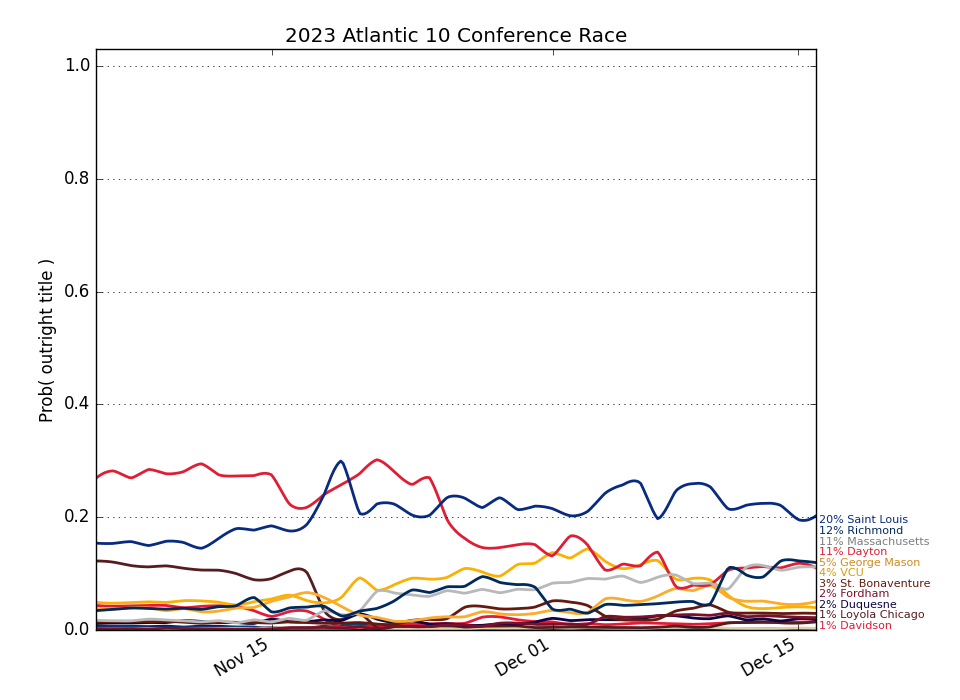 2023 Atlantic 10 Conference Race
Prob( outright title )
1.0
0.8
0.6
0.4
0.2
0.0
Nov 15
Dec 01
Dec 15
20% Saint Louis
12% Richmond
11% Massachusetts
11% Dayton
5% George Mason
4% VCU
3% St. Bonaventure
2% Fordham
2% Duquesne
1% Loyola Chicago
1% Davidson